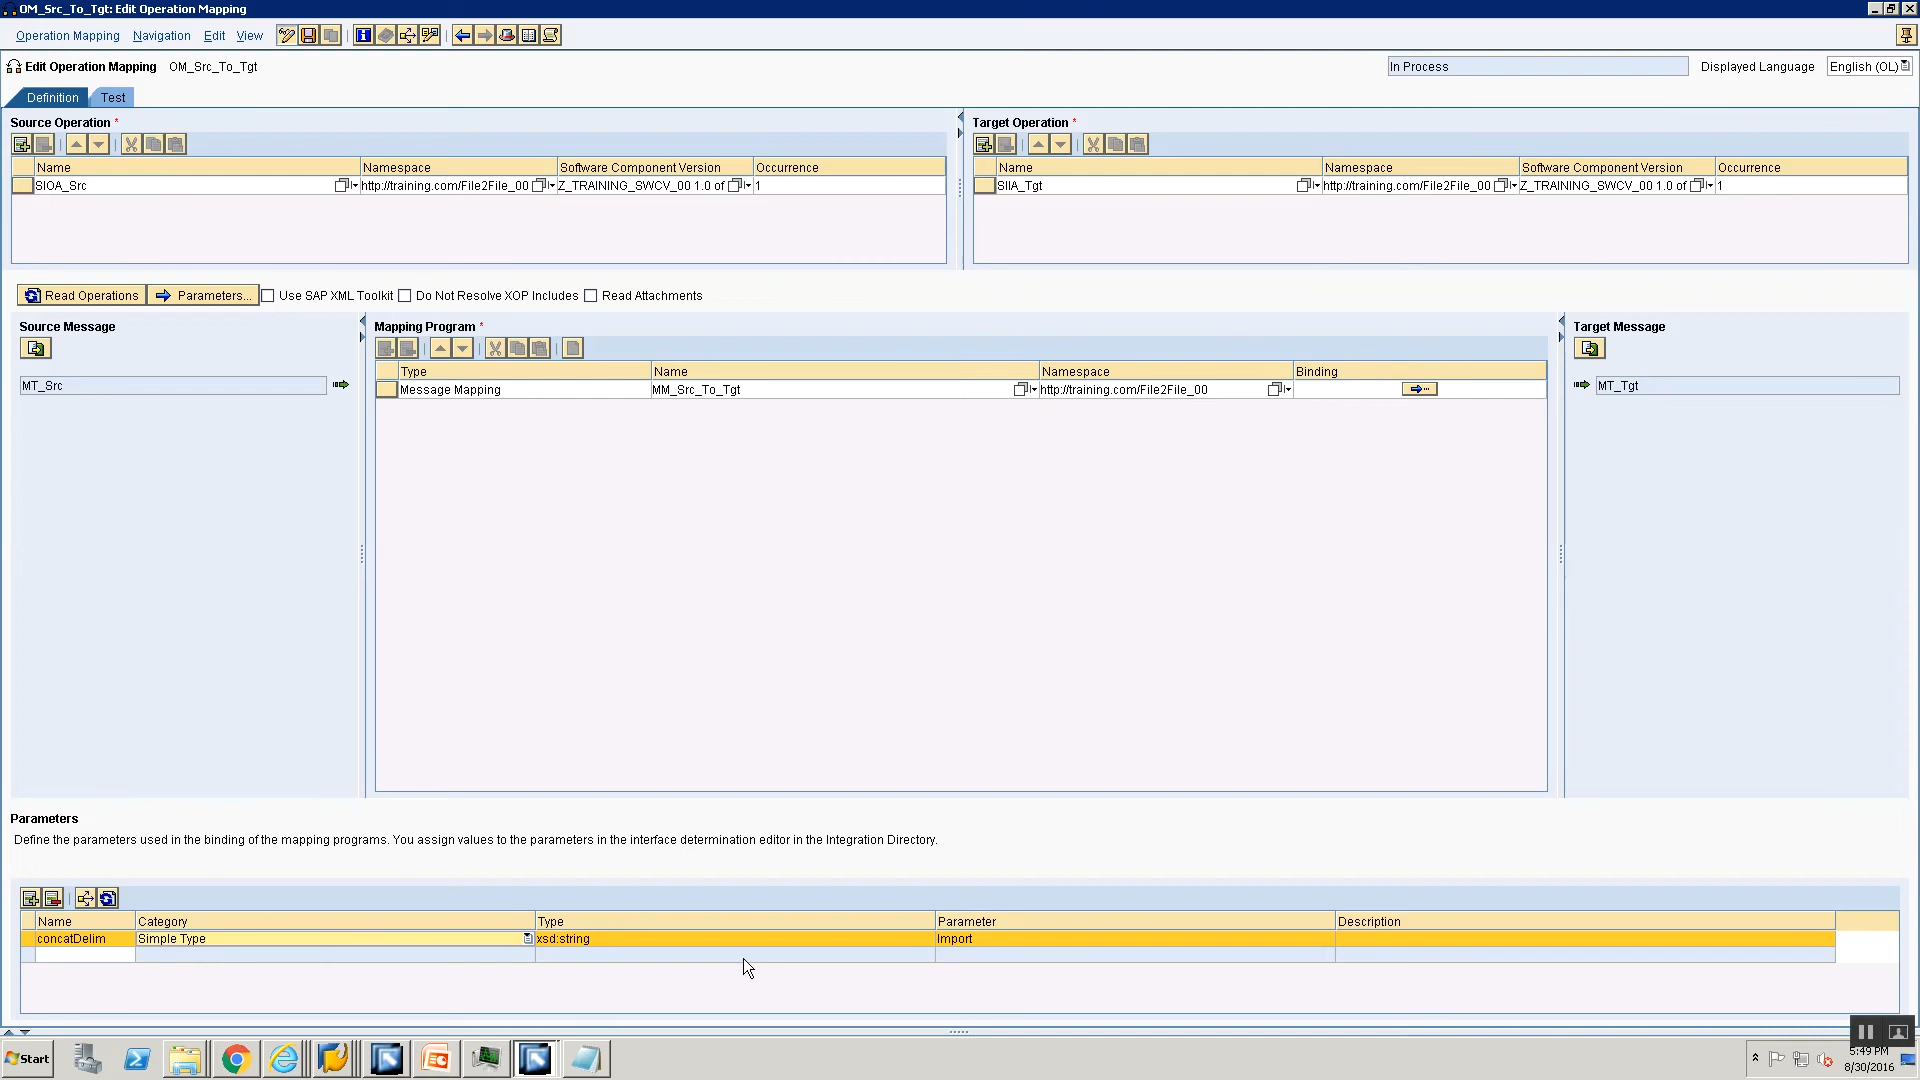 OM_Src_To_Tgt: Edit Operation Mapping
Operation Mapping Navigation Edit View
Edit Operation Mapping OM_Src_To_Tgt In Process Displayed Language English (OL)
Definition Test
Source Operation * Target Operation *
Name Namespace Software Component Version Occurrence Name Namespace Software Component Version Occurrence
SIOA_Src http://training.com/File2File_00 Z_TRAINING_SWCV_00 1.0 of 1 SIIA_Tgt http://training.com/File2File_00 Z_TRAINING_SWCV_00 1.0 of 1
Read Operations Parameters... Use SAP XML Toolkit Do Not Resolve XOP Includes Read Attachments
Source Message Mapping Program * Target Message
Type Name Namespace Binding
MT_Src Message Mapping MM_Src_To_Tgt http://training.com/File2File_00 MT_Tgt
Parameters
Define the parameters used in the binding of the mapping programs. You assign values to the parameters in the interface determination editor in the Integration Directory.
Name Category Type Parameter Description
concatDelim Simple Type xsd:string Import
Start
5:49 PM
8/30/2016